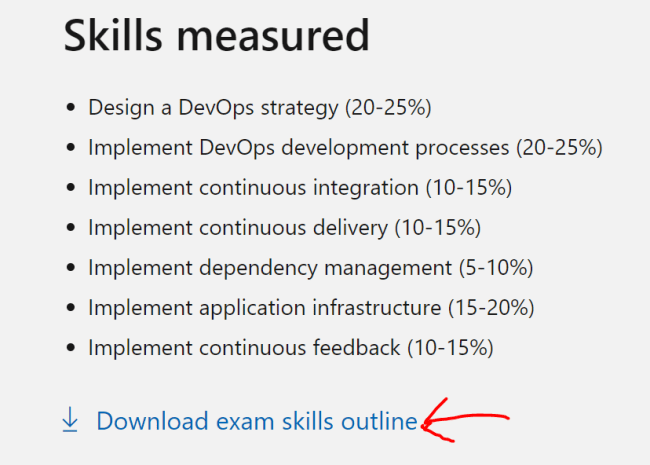 Skills measured
• Design a DevOps strategy (20-25%)
• Implement DevOps development processes (20-25%)
• Implement continuous integration (10-15%)
• Implement continuous delivery (10-15%)
• Implement dependency management (5-10%)
• Implement application infrastructure (15-20%)
• Implement continuous feedback (10-15%)
Download exam skills outline